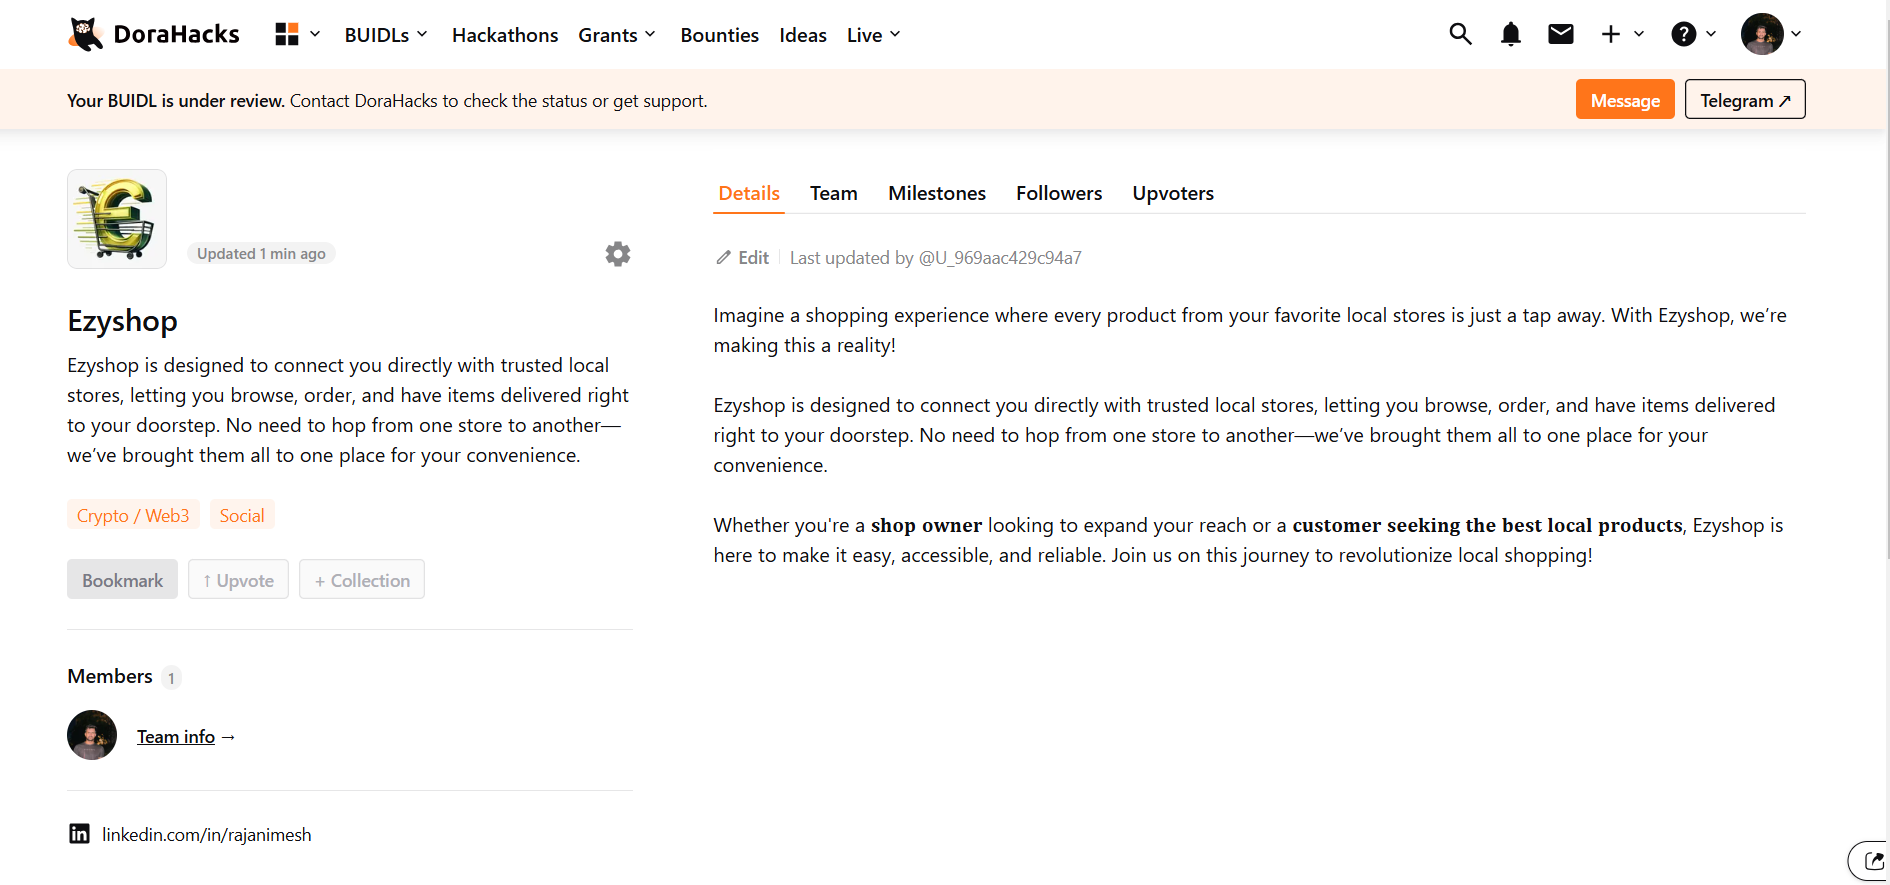 DoraHacks BUIDLs Hackathons Grants Bounties Ideas Live
Your BUIDL is under review. Contact DoraHacks to check the status or get support. Message Telegram ↗
Updated 1 min ago
Ezyshop
Ezyshop is designed to connect you directly with trusted local
stores, letting you browse, order, and have items delivered right
to your doorstep. No need to hop from one store to another—
we’ve brought them all to one place for your convenience.
Crypto / Web3 Social
Bookmark ↑ Upvote + Collection
Members 1
Team info →
linkedin.com/in/rajanimesh
Details Team Milestones Followers Upvoters
Edit Last updated by @U_969aac429c94a7
Imagine a shopping experience where every product from your favorite local stores is just a tap away. With Ezyshop, we’re
making this a reality!
Ezyshop is designed to connect you directly with trusted local stores, letting you browse, order, and have items delivered
right to your doorstep. No need to hop from one store to another—we’ve brought them all to one place for your
convenience.
Whether you're a shop owner looking to expand your reach or a customer seeking the best local products, Ezyshop is
here to make it easy, accessible, and reliable. Join us on this journey to revolutionize local shopping!